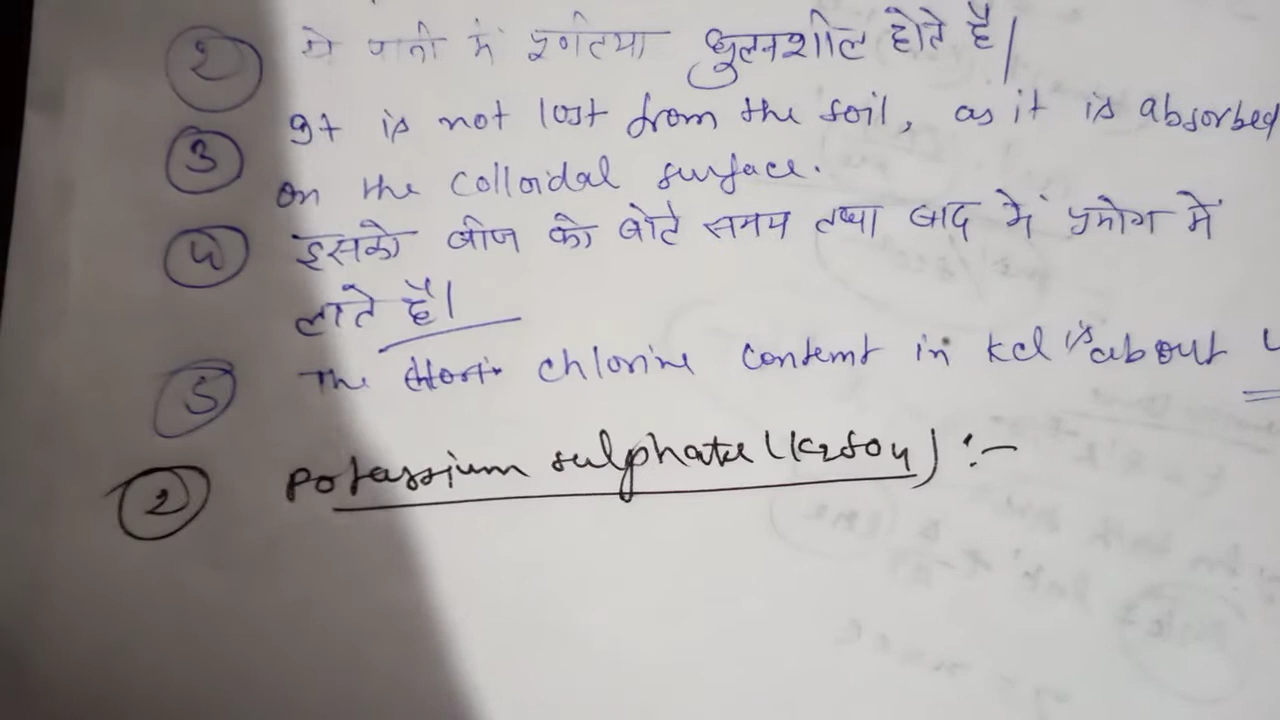 2 ये पानी में पूर्णतया घुलनशील होते हैं।
3 It is not lost from the soil, as it is absorbed
on the colloidal surface.
4 इसको बीज को बोते समय तथा बाद में प्रयोग में
लाते हैं।
5 The chlorine content in kcl is about
2 Potassium sulphate (K2SO4) :-